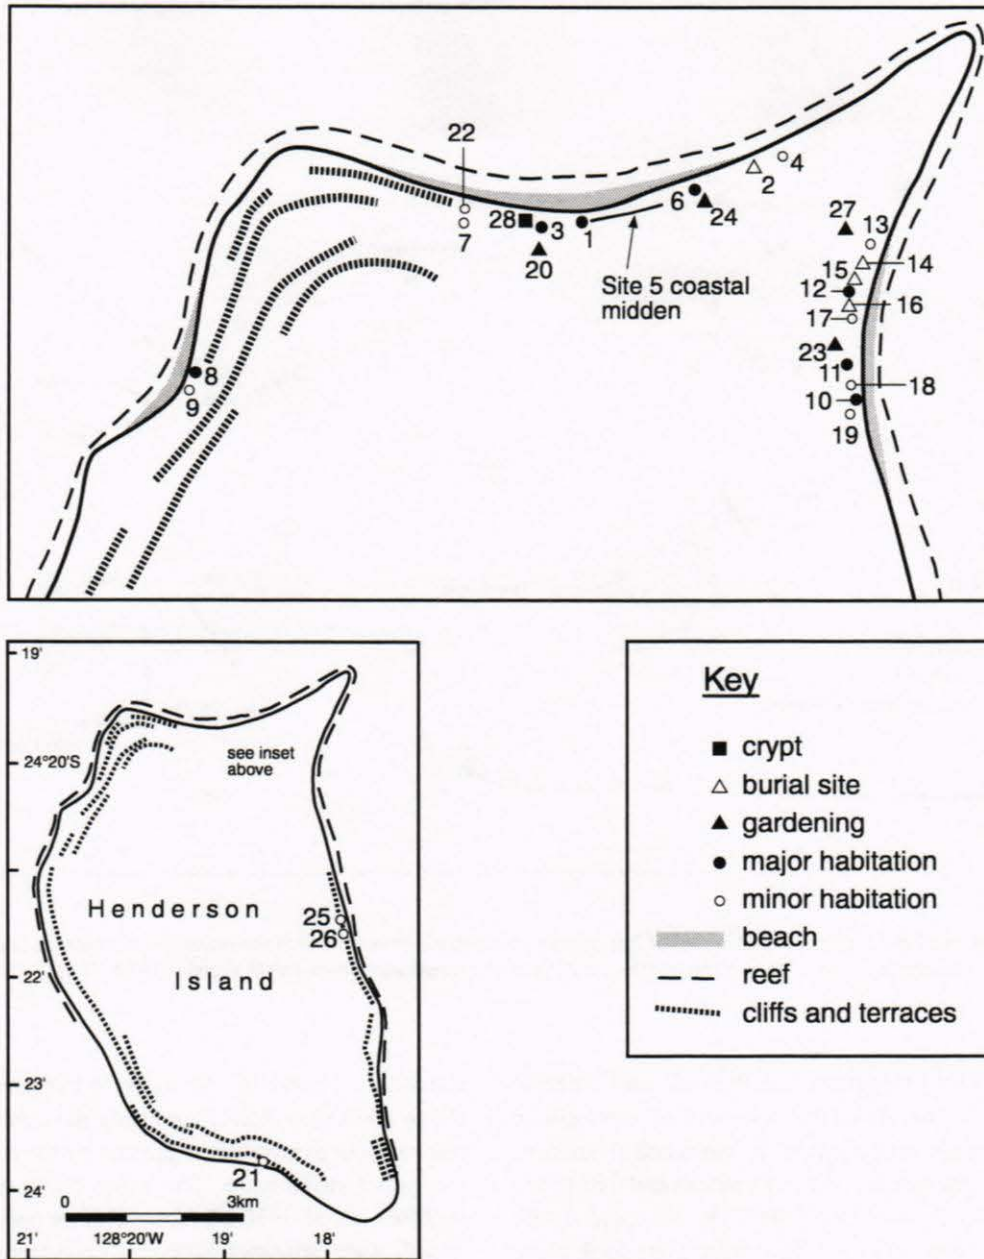 22
4
2
28
3
1
6
24
7
20
Site 5 coastal
midden
27
13
14
15
12
16
17
8
9
23
11
18
10
19
19'
24°20'S
see inset
above
Henderson
25
26
Island
22'
23'
21
24'
0
3km
21'
128°20'W
19'
18'
Key
crypt
burial site
gardening
major habitation
minor habitation
beach
reef
cliffs and terraces